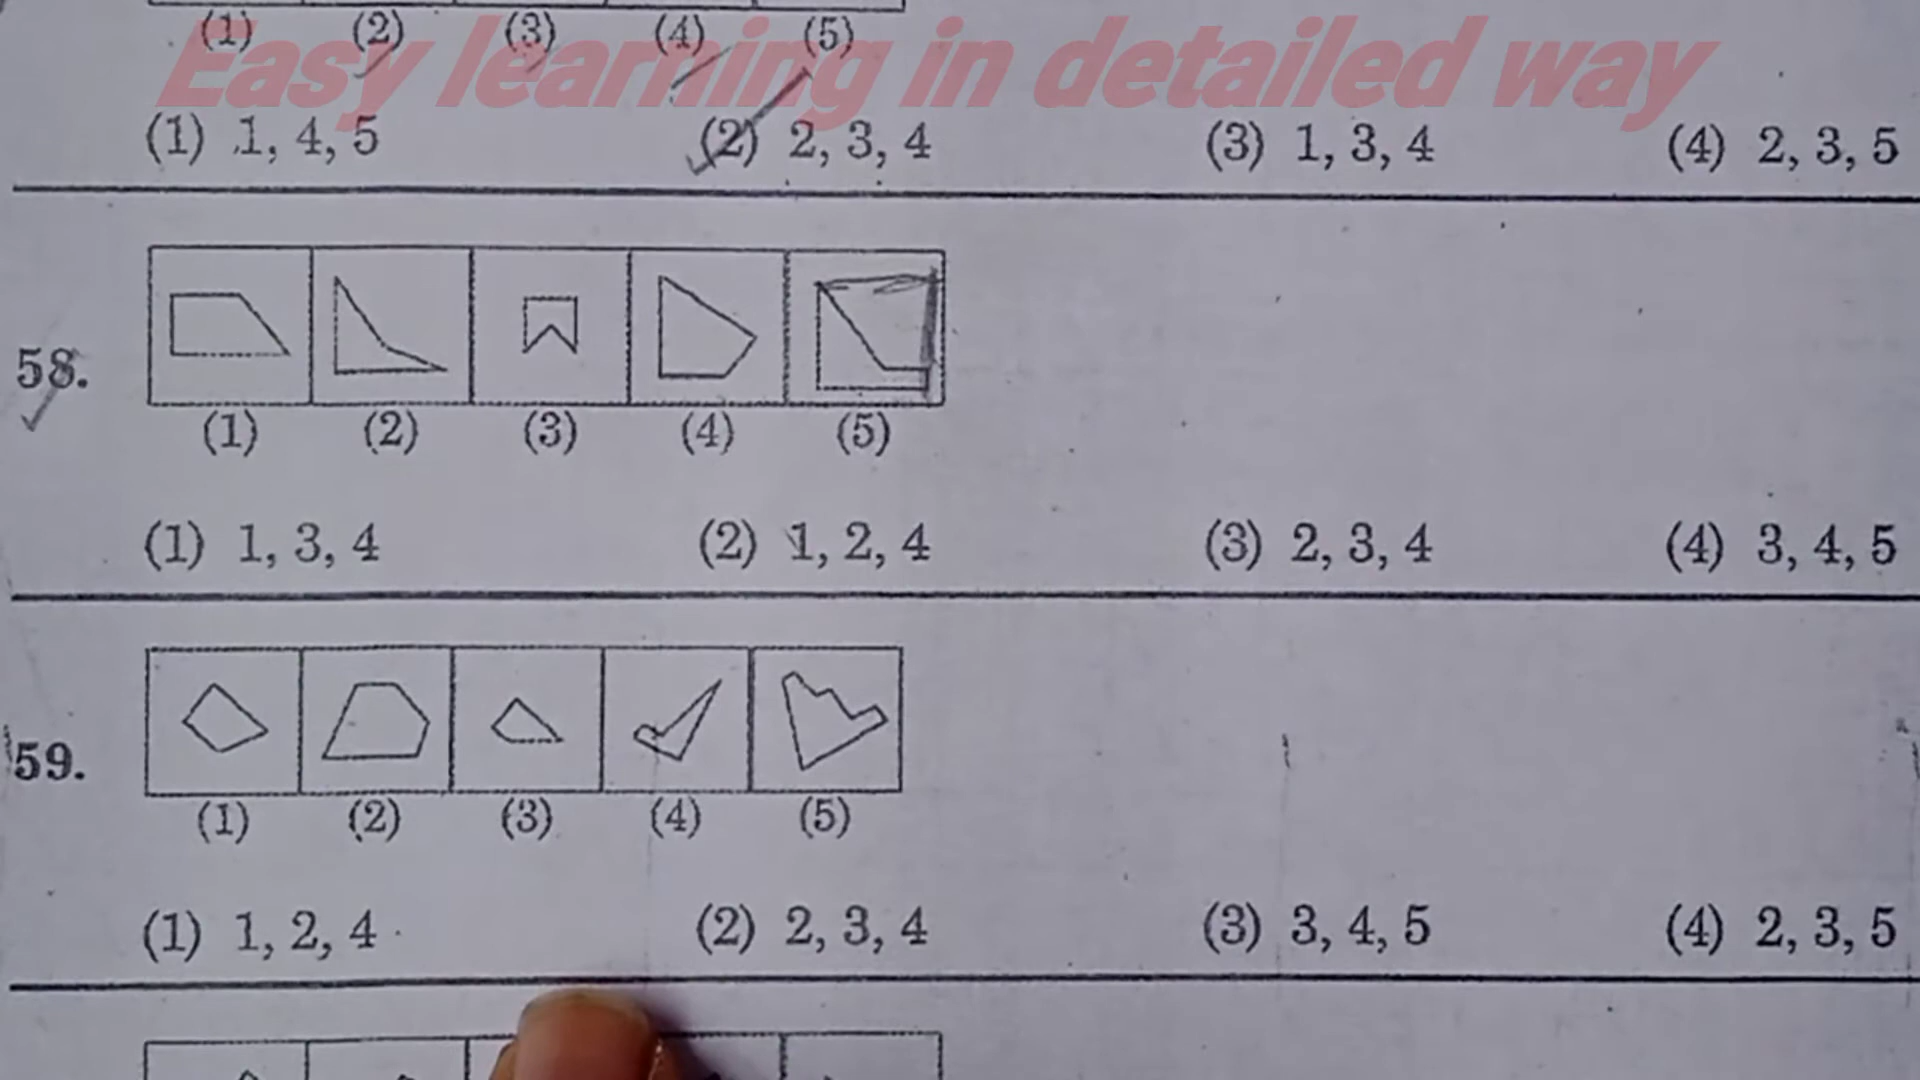 (1) (2) (3) (4) (5)
Easy learning in detailed way
(1) 1, 4, 5 (2) 2, 3, 4 (3) 1, 3, 4 (4) 2, 3, 5
58.
(1) (2) (3) (4) (5)
(1) 1, 3, 4 (2) 1, 2, 4 (3) 2, 3, 4 (4) 3, 4, 5
59.
(1) (2) (3) (4) (5)
(1) 1, 2, 4 (2) 2, 3, 4 (3) 3, 4, 5 (4) 2, 3, 5